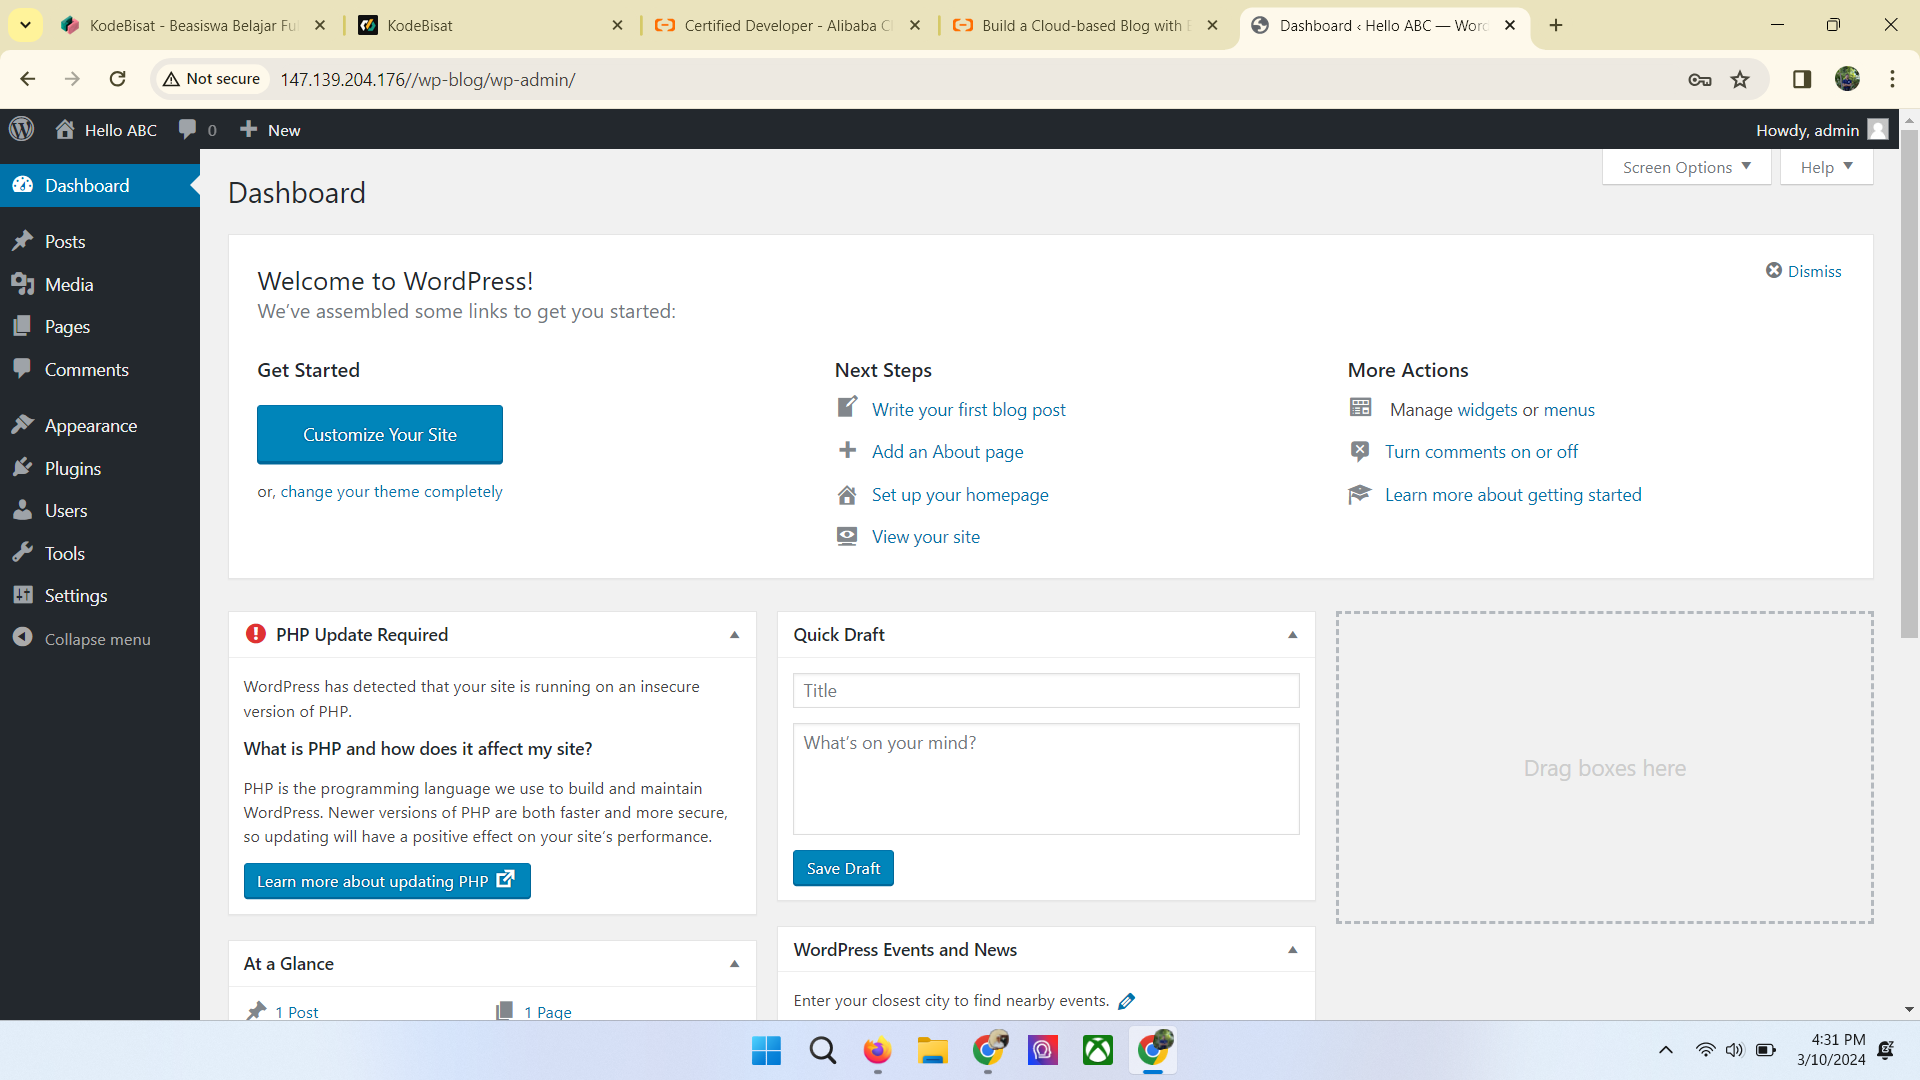 KodeBisat - Beasiswa Belajar Fu
KodeBisat
Certified Developer - Alibaba Cl
Build a Cloud-based Blog with E
Dashboard ‹ Hello ABC — Word
Not secure
147.139.204.176//wp-blog/wp-admin/
Hello ABC
0
New
Howdy, admin
Dashboard
Posts
Media
Pages
Comments
Appearance
Plugins
Users
Tools
Settings
Collapse menu
Screen Options
Help
Dashboard
Welcome to WordPress!
We’ve assembled some links to get you started:
Dismiss
Get Started
Customize Your Site
or, change your theme completely
Next Steps
Write your first blog post
Add an About page
Set up your homepage
View your site
More Actions
Manage widgets or menus
Turn comments on or off
Learn more about getting started
PHP Update Required
WordPress has detected that your site is running on an insecure
version of PHP.
What is PHP and how does it affect my site?
PHP is the programming language we use to build and maintain
WordPress. Newer versions of PHP are both faster and more secure,
so updating will have a positive effect on your site’s performance.
Learn more about updating PHP
At a Glance
1 Post
1 Page
Quick Draft
Title
What’s on your mind?
Save Draft
WordPress Events and News
Enter your closest city to find nearby events.
Drag boxes here
4:31 PM
3/10/2024